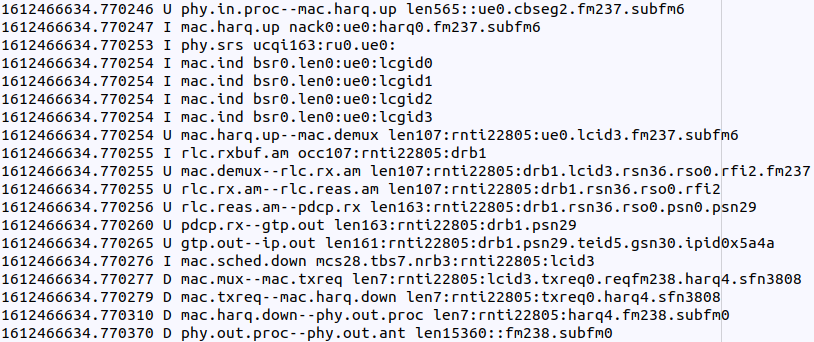 1612466634.770246 U phy.in.proc--mac.harq.up len565::ue0.cbseg2.fm237.subfm6
1612466634.770247 I mac.harq.up nack0:ue0:harq0.fm237.subfm6
1612466634.770253 I phy.srs ucqi163:ru0.ue0:
1612466634.770254 I mac.ind bsr0.len0:ue0:lcgid0
1612466634.770254 I mac.ind bsr0.len0:ue0:lcgid1
1612466634.770254 I mac.ind bsr0.len0:ue0:lcgid2
1612466634.770254 I mac.ind bsr0.len0:ue0:lcgid3
1612466634.770254 U mac.harq.up--mac.demux len107:rnti22805:ue0.lcid3.fm237.subfm6
1612466634.770255 I rlc.rxbuf.am occ107:rnti22805:drb1
1612466634.770255 U mac.demux--rlc.rx.am len107:rnti22805:drb1.lcid3.rsn36.rso0.rfi2.fm237
1612466634.770255 U rlc.rx.am--rlc.reas.am len107:rnti22805:drb1.rsn36.rso0.rfi2
1612466634.770256 U rlc.reas.am--pdcp.rx len163:rnti22805:drb1.rsn36.rso0.psn0.psn29
1612466634.770260 U pdcp.rx--gtp.out len163:rnti22805:drb1.psn29
1612466634.770265 U gtp.out--ip.out len161:rnti22805:drb1.psn29.teid5.gsn30.ipid0x5a4a
1612466634.770276 I mac.sched.down mcs28.tbs7.nrb3:rnti22805:lcid3
1612466634.770277 D mac.mux--mac.txreq len7:rnti22805:lcid3.txreq0.reqfm238.harq4.sfn3808
1612466634.770279 D mac.txreq--mac.harq.down len7:rnti22805:txreq0.harq4.sfn3808
1612466634.770310 D mac.harq.down--phy.out.proc len7:rnti22805:harq4.fm238.subfm0
1612466634.770370 D phy.out.proc--phy.out.ant len15360::fm238.subfm0